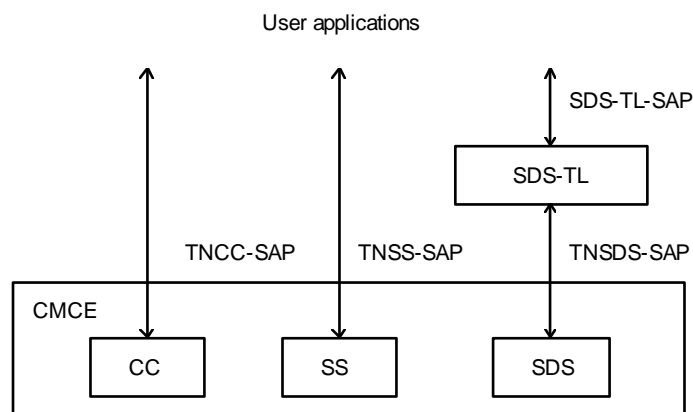 User applications
SDS-TL-SAP
SDS-TL
TNCC-SAP
TNSS-SAP
TNSDS-SAP
CMCE
CC
SS
SDS